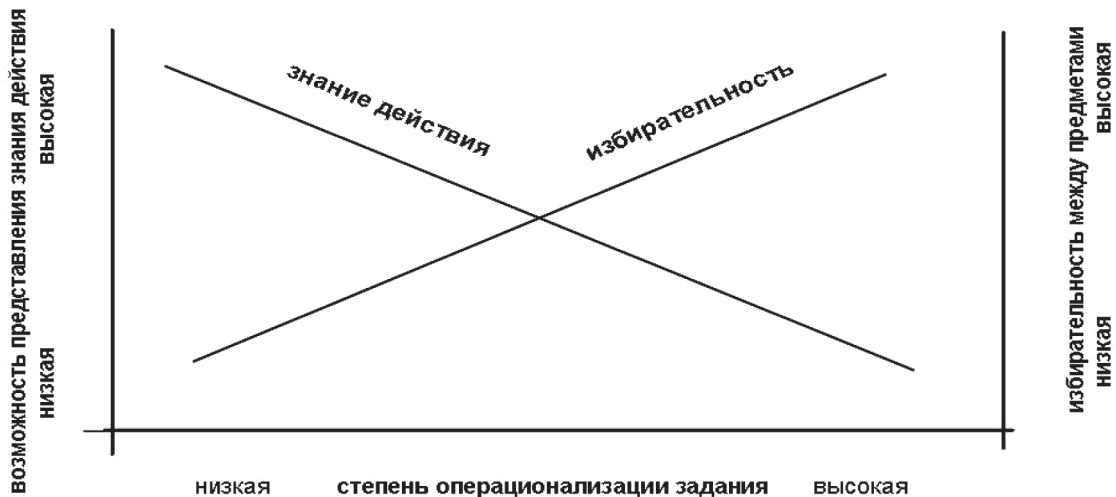 возможность представления знания действия
низкая высокая
знание действия
избирательность
избирательность между предметами
низкая высокая
низкая степень операционализации задания высокая